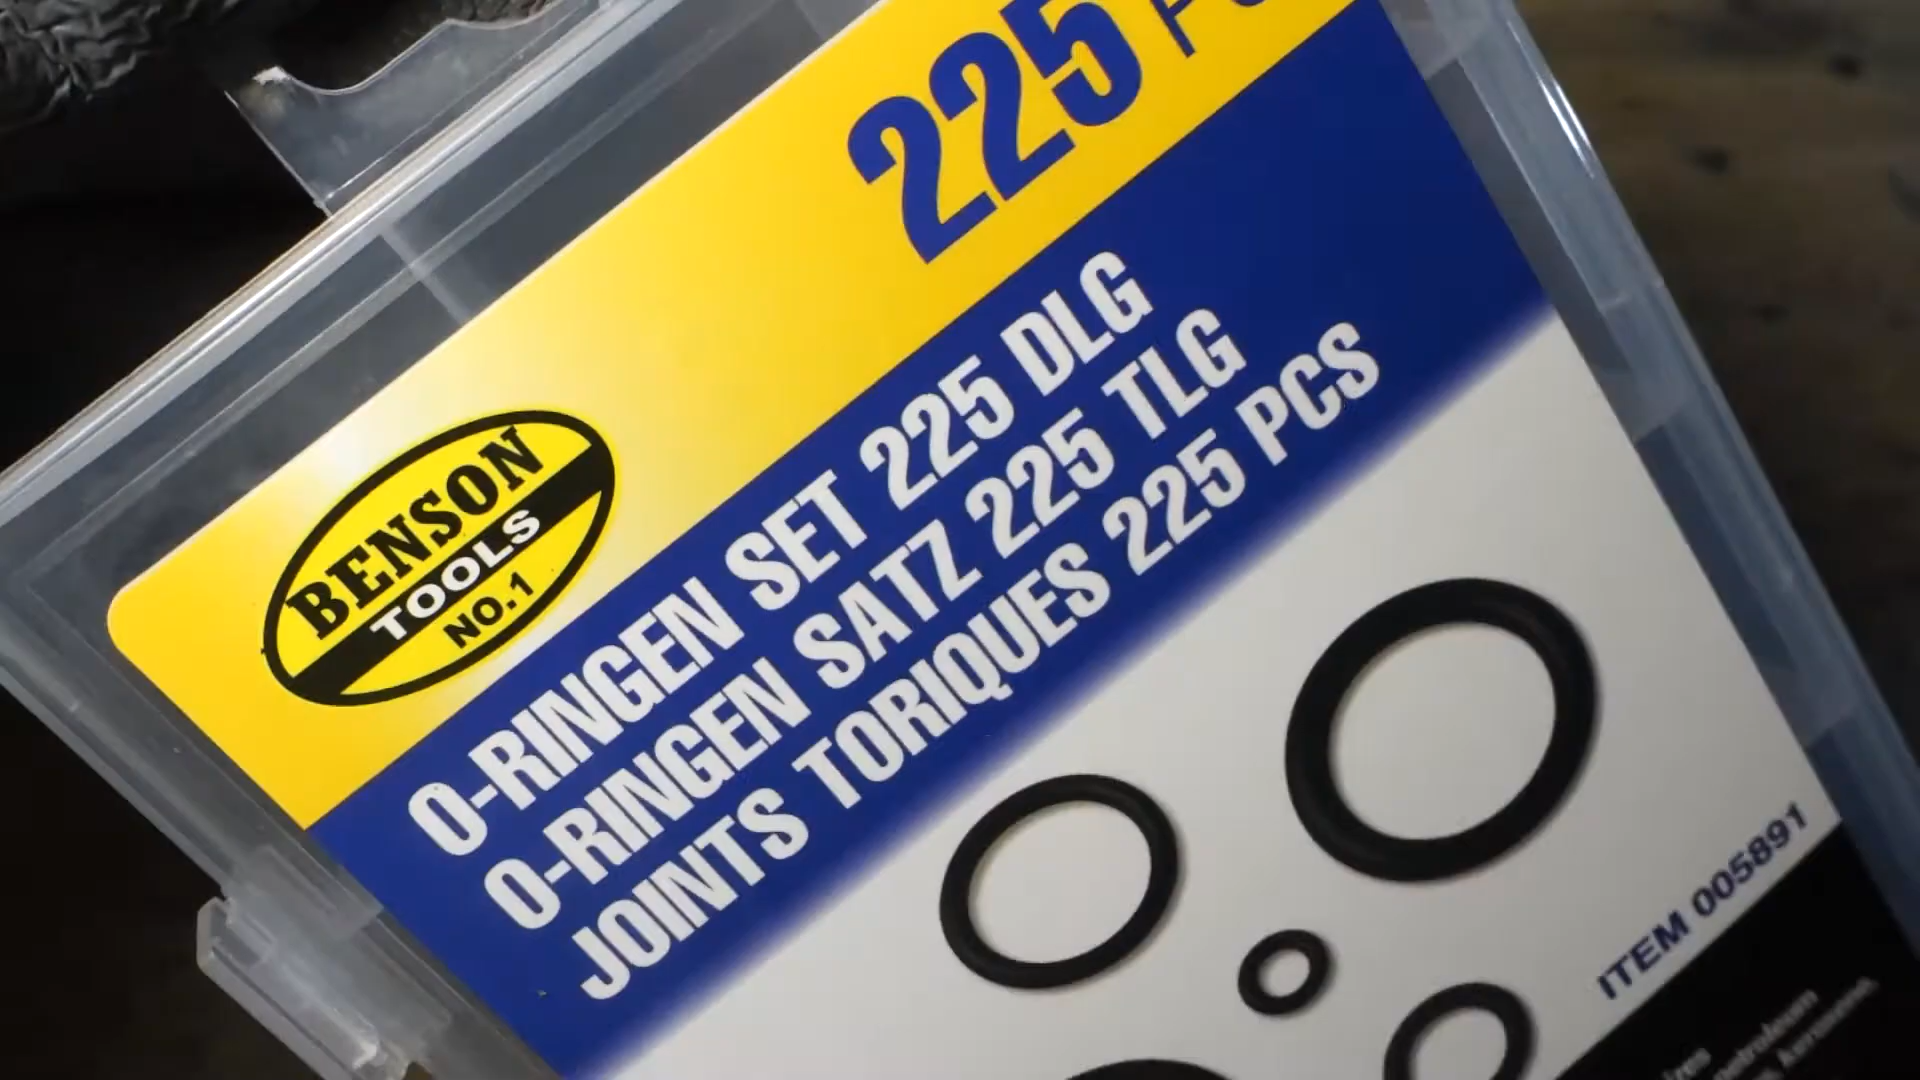 225
BENSON
TOOLS
NO.1
O-RINGEN SET 225 DLG
O-RINGEN SATZ 225 TLG
JOINTS TORIQUES 225 PCS
ITEM 005891